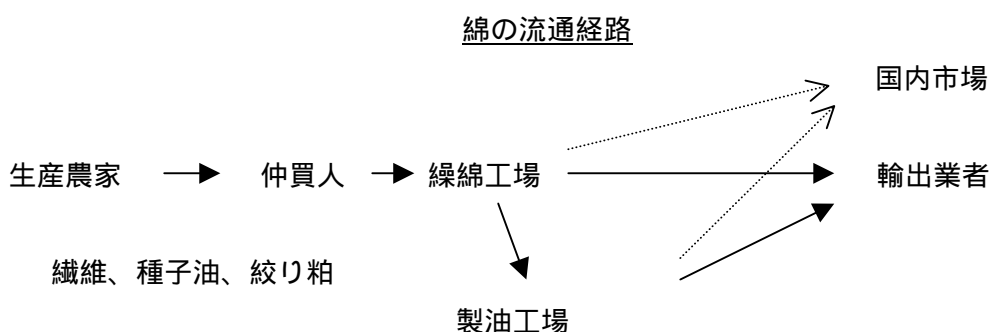 綿の流通経路
国内市場
生産農家 仲買人 繰綿工場 輸出業者
繊維、種子油、絞り粕
製油工場